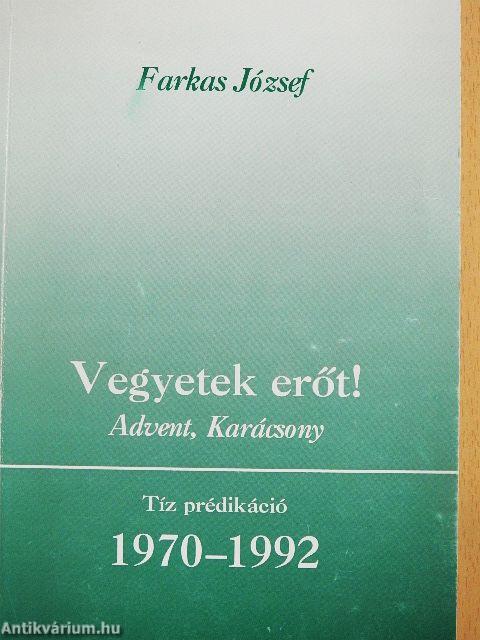 Farkas József
Vegyetek erőt!
Advent, Karácsony
Tíz prédikáció
1970–1992
Antikvárium.hu